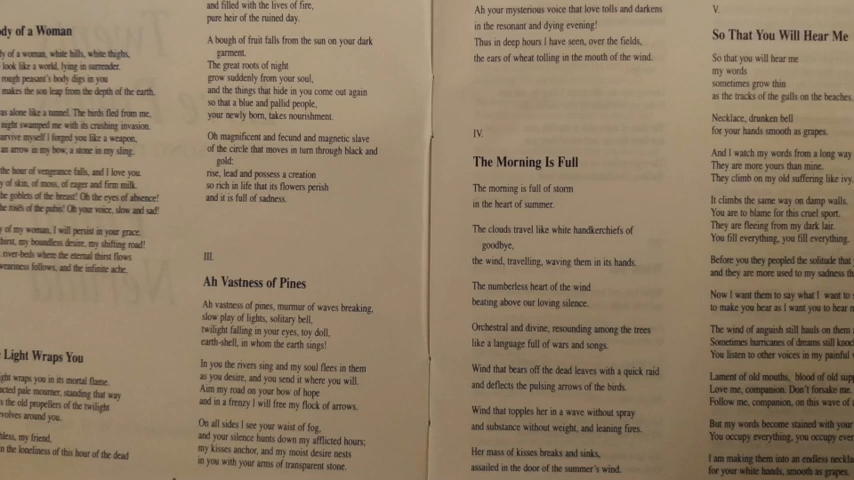 dy of a Woman
dy of a woman, white hills, white thighs,
look like a world, lying in surrender.
rough peasant's body digs in you
makes the son leap from the depth of the earth.
as alone like a tunnel. The birds fled from me,
night swamped me with its crushing invasion.
survive myself I forged you like a weapon,
an arrow in my bow, a stone in my sling.
the hour of vengeance falls, and I love you.
y of skin, of moss, of eager and firm milk.
he goblets of the breast! Oh the eyes of absence!
he roses of the pubis! Oh your voice, slow and sad!
y of my woman, I will persist in your grace.
thirst, my boundless desire, my shifting road!
river-beds where the eternal thirst flows
weariness follows, and the infinite ache.
Light Wraps You
ight wraps you in its mortal flame.
acted pale mourner, standing that way
s the old propellers of the twilight
evolves around you.
hless, my friend,
in the loneliness of this hour of the dead
and filled with the lives of fire,
pure heir of the ruined day.
A bough of fruit falls from the sun on your dark
garment.
The great roots of night
grow suddenly from your soul,
and the things that hide in you come out again
so that a blue and pallid people,
your newly born, takes nourishment.
Oh magnificent and fecund and magnetic slave
of the circle that moves in turn through black and
gold:
rise, lead and possess a creation
so rich in life that its flowers perish
and it is full of sadness.
III.
Ah Vastness of Pines
Ah vastness of pines, murmur of waves breaking,
slow play of lights, solitary bell,
twilight falling in your eyes, toy doll,
earth-shell, in whom the earth sings!
In you the rivers sing and my soul flees in them
as you desire, and you send it where you will.
Aim my road on your bow of hope
and in a frenzy I will free my flock of arrows.
On all sides I see your waist of fog,
and your silence hunts down my afflicted hours;
my kisses anchor, and my moist desire nests
in you with your arms of transparent stone.
Ah your mysterious voice that love tolls and darkens
in the resonant and dying evening!
Thus in deep hours I have seen, over the fields,
the ears of wheat tolling in the mouth of the wind.
IV.
The Morning Is Full
The morning is full of storm
in the heart of summer.
The clouds travel like white handkerchiefs of
goodbye,
the wind, travelling, waving them in its hands.
The numberless heart of the wind
beating above our loving silence.
Orchestral and divine, resounding among the trees
like a language full of wars and songs.
Wind that bears off the dead leaves with a quick raid
and deflects the pulsing arrows of the birds.
Wind that topples her in a wave without spray
and substance without weight, and leaning fires.
Her mass of kisses breaks and sinks,
assailed in the door of the summer's wind.
V.
So That You Will Hear Me
So that you will hear me
my words
sometimes grow thin
as the tracks of the gulls on the beaches.
Necklace, drunken bell
for your hands smooth as grapes.
And I watch my words from a long way
They are more yours than mine.
They climb on my old suffering like ivy.
It climbs the same way on damp walls.
You are to blame for this cruel sport.
They are fleeing from my dark lair.
You fill everything, you fill everything.
Before you they peopled the solitude that
and they are more used to my sadness th
Now I want them to say what I want to s
to make you hear as I want you to hear m
The wind of anguish still hauls on them a
Sometimes hurricanes of dreams still knoc
You listen to other voices in my painful v
Lament of old mouths, blood of old supp
Love me, companion. Don't forsake me.
Follow me, companion, on this wave of a
But my words become stained with your
You occupy everything, you occupy ever
I am making them into an endless neckla
for your white hands, smooth as grapes.